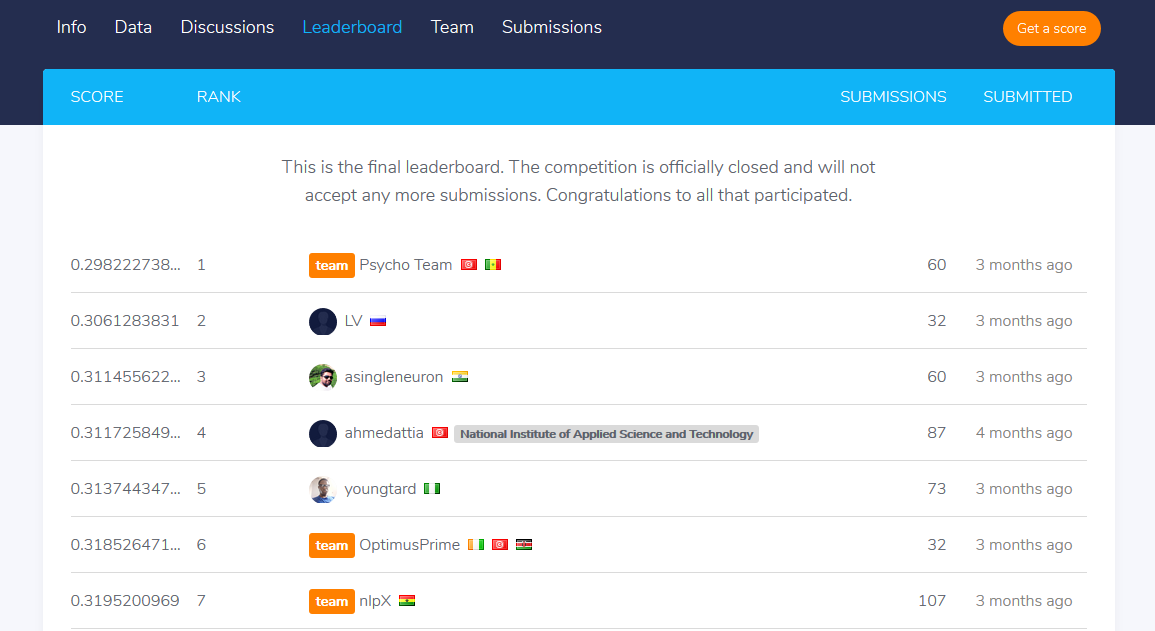 Info Data Discussions Leaderboard Team Submissions Get a score
SCORE RANK SUBMISSIONS SUBMITTED
This is the final leaderboard. The competition is officially closed and will not
accept any more submissions. Congratulations to all that participated.
0.298222738... 1 team Psycho Team 60 3 months ago
0.3061283831 2 LV 32 3 months ago
0.311455622... 3 asingleneuron 60 3 months ago
0.311725849... 4 ahmedattia National Institute of Applied Science and Technology 87 4 months ago
0.313744347... 5 youngtard 73 3 months ago
0.318526471... 6 team OptimusPrime 32 3 months ago
0.3195200969 7 team nlpX 107 3 months ago